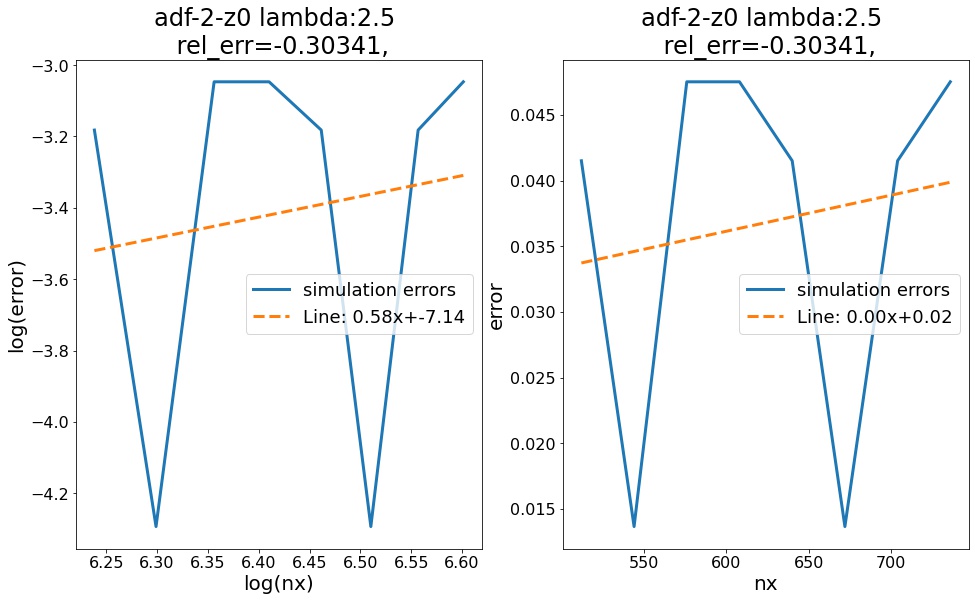 adf-2-z0 lambda:2.5
rel_err=-0.30341,
log(error)
−3.0
−3.2
−3.4
−3.6
−3.8
−4.0
−4.2
simulation errors
Line: 0.58x+-7.14
6.25 6.30 6.35 6.40 6.45 6.50 6.55 6.60
log(nx)
adf-2-z0 lambda:2.5
rel_err=-0.30341,
error
0.045
0.040
0.035
0.030
0.025
0.020
0.015
simulation errors
Line: 0.00x+0.02
550 600 650 700
nx